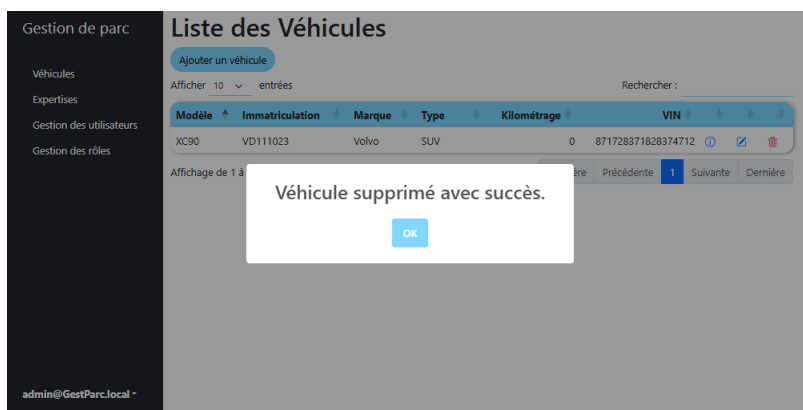 Gestion de parc
Véhicules
Expertises
Gestion des utilisateurs
Gestion des rôles
admin@GestParc.local
Liste des Véhicules
Ajouter un véhicule
Afficher 10 entrées
Rechercher :
Modèle Immatriculation Marque Type Kilométrage VIN
XC90 VD111023 Volvo SUV 0 871728371828374712
Affichage de 1 à
ère Précédente 1 Suivante Dernière
Véhicule supprimé avec succès.
OK